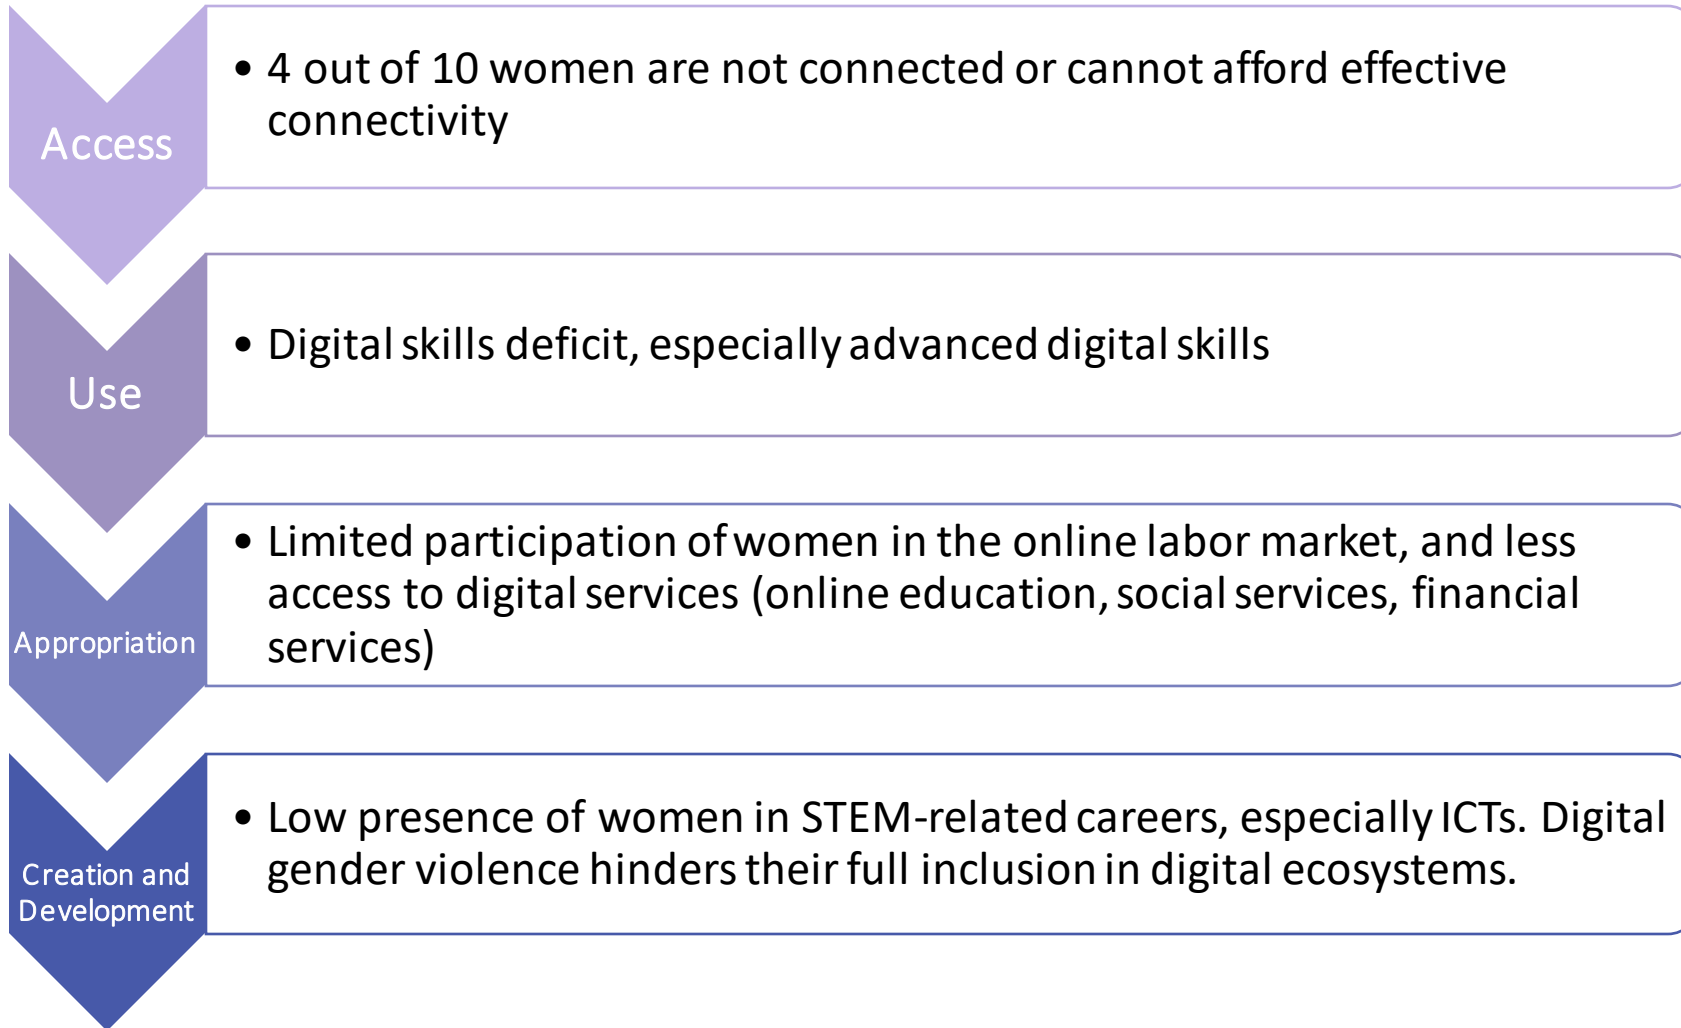 Access
• 4 out of 10 women are not connected or cannot afford effective
connectivity
Use
• Digital skills deficit, especially advanced digital skills
Appropriation
• Limited participation of women in the online labor market, and less
access to digital services (online education, social services, financial
services)
Creation and
Development
• Low presence of women in STEM-related careers, especially ICTs. Digital
gender violence hinders their full inclusion in digital ecosystems.